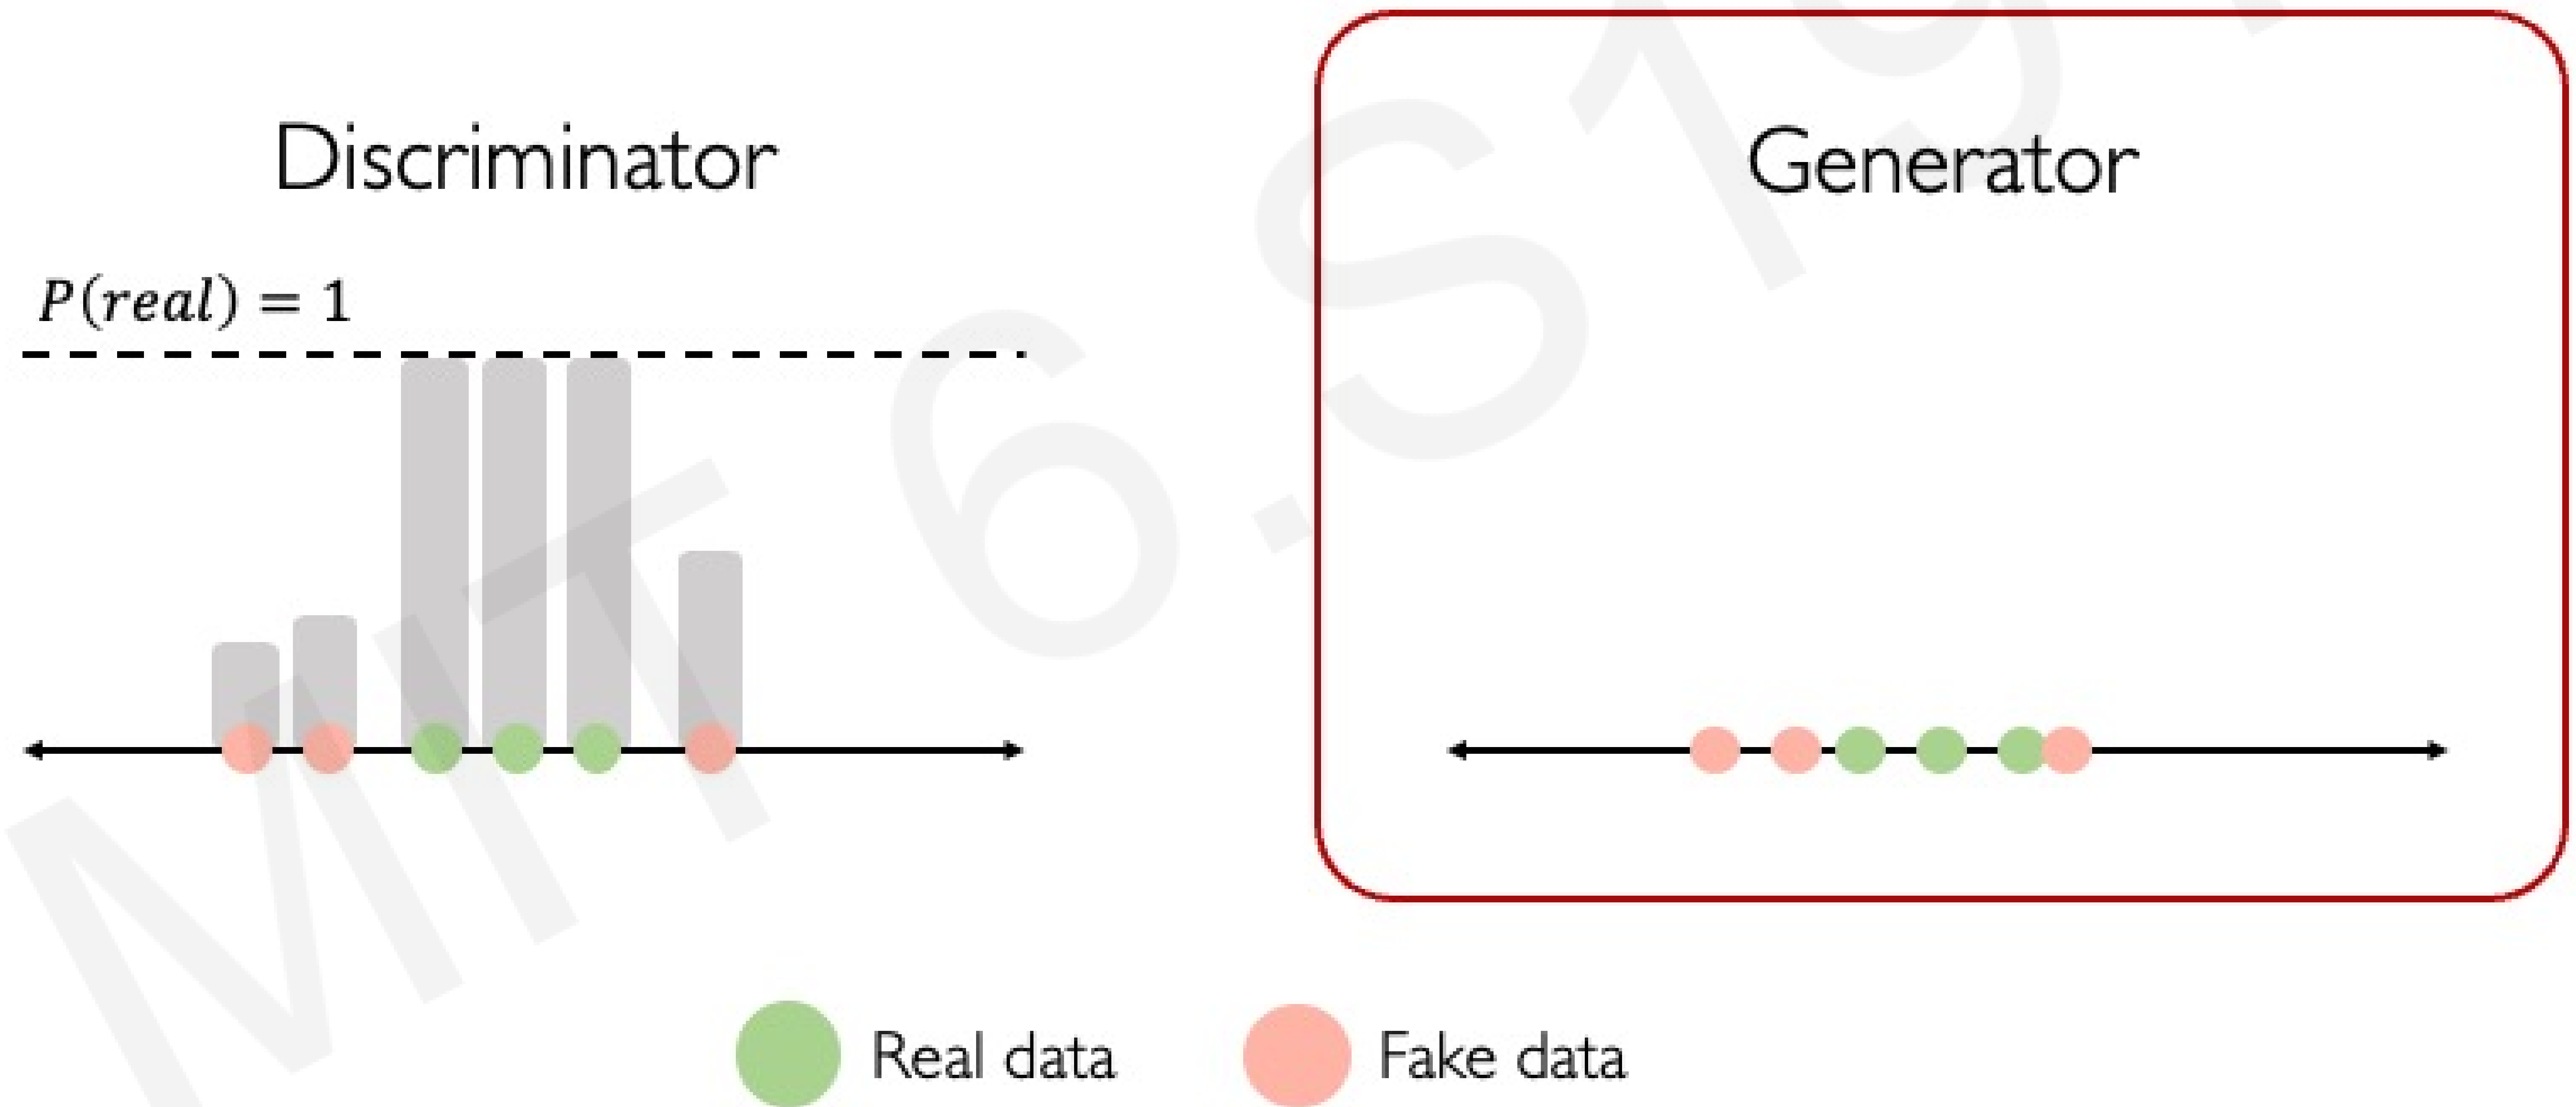 Discriminator
Generator
P(real) = 1
Real data
Fake data
MIT 6.S19